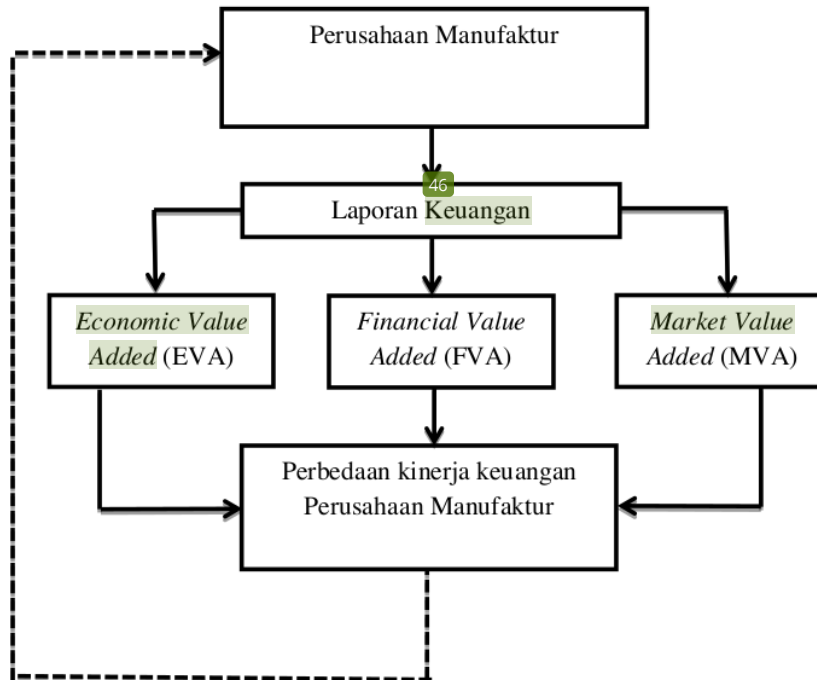 Perusahaan Manufaktur
46
Laporan Keuangan
Economic Value
Added (EVA)
Financial Value
Added (FVA)
Market Value
Added (MVA)
Perbedaan kinerja keuangan
Perusahaan Manufaktur